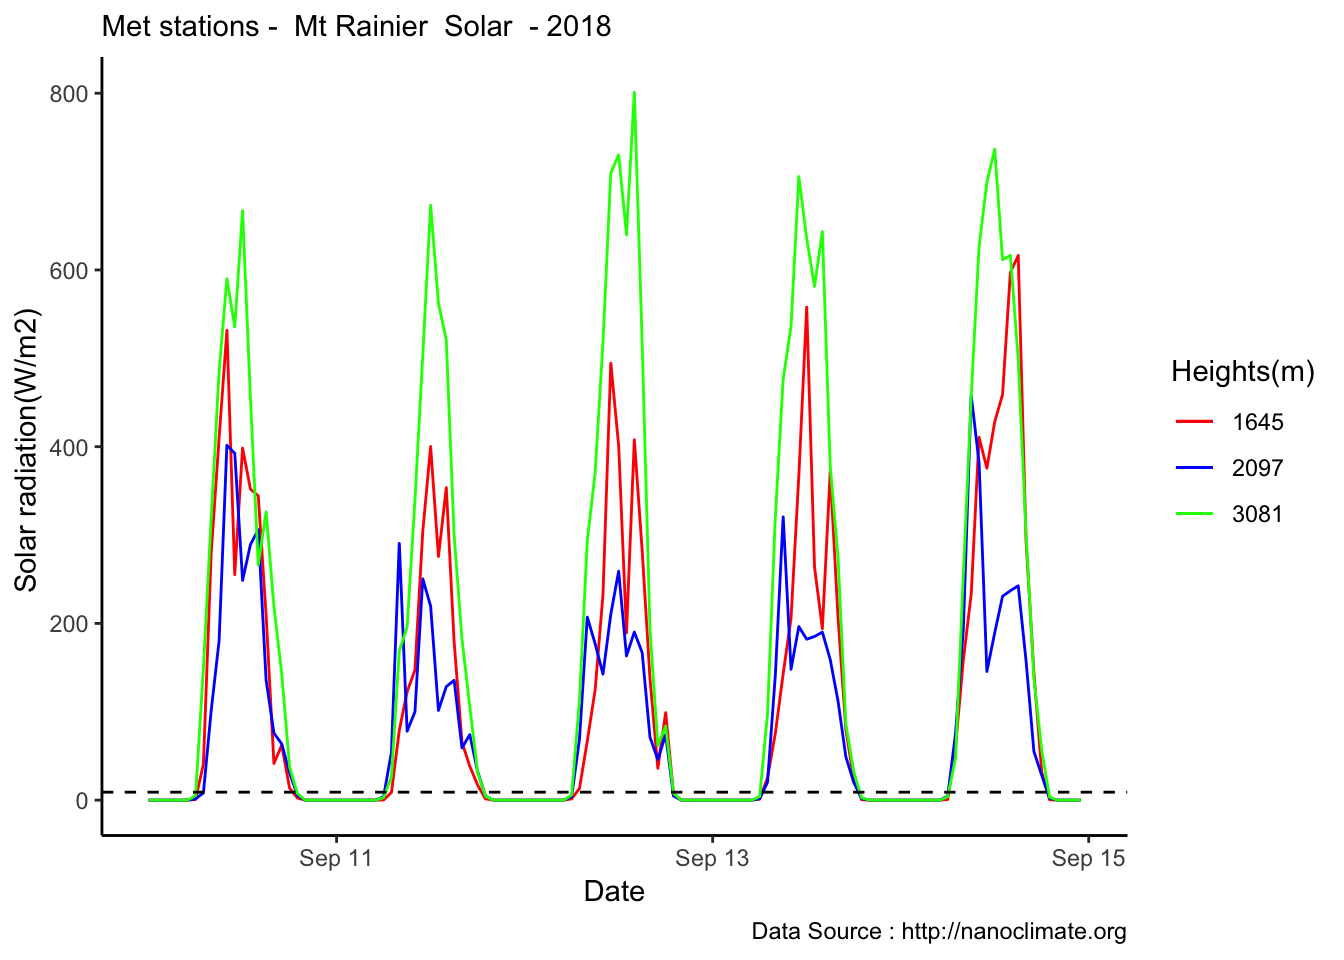 Met stations -  Mt Rainier  Solar  - 2018
Solar radiation(W/m2)
800
600
400
200
0
Sep 11
Sep 13
Sep 15
Date
Heights(m)
1645
2097
3081
Data Source : http://nanoclimate.org